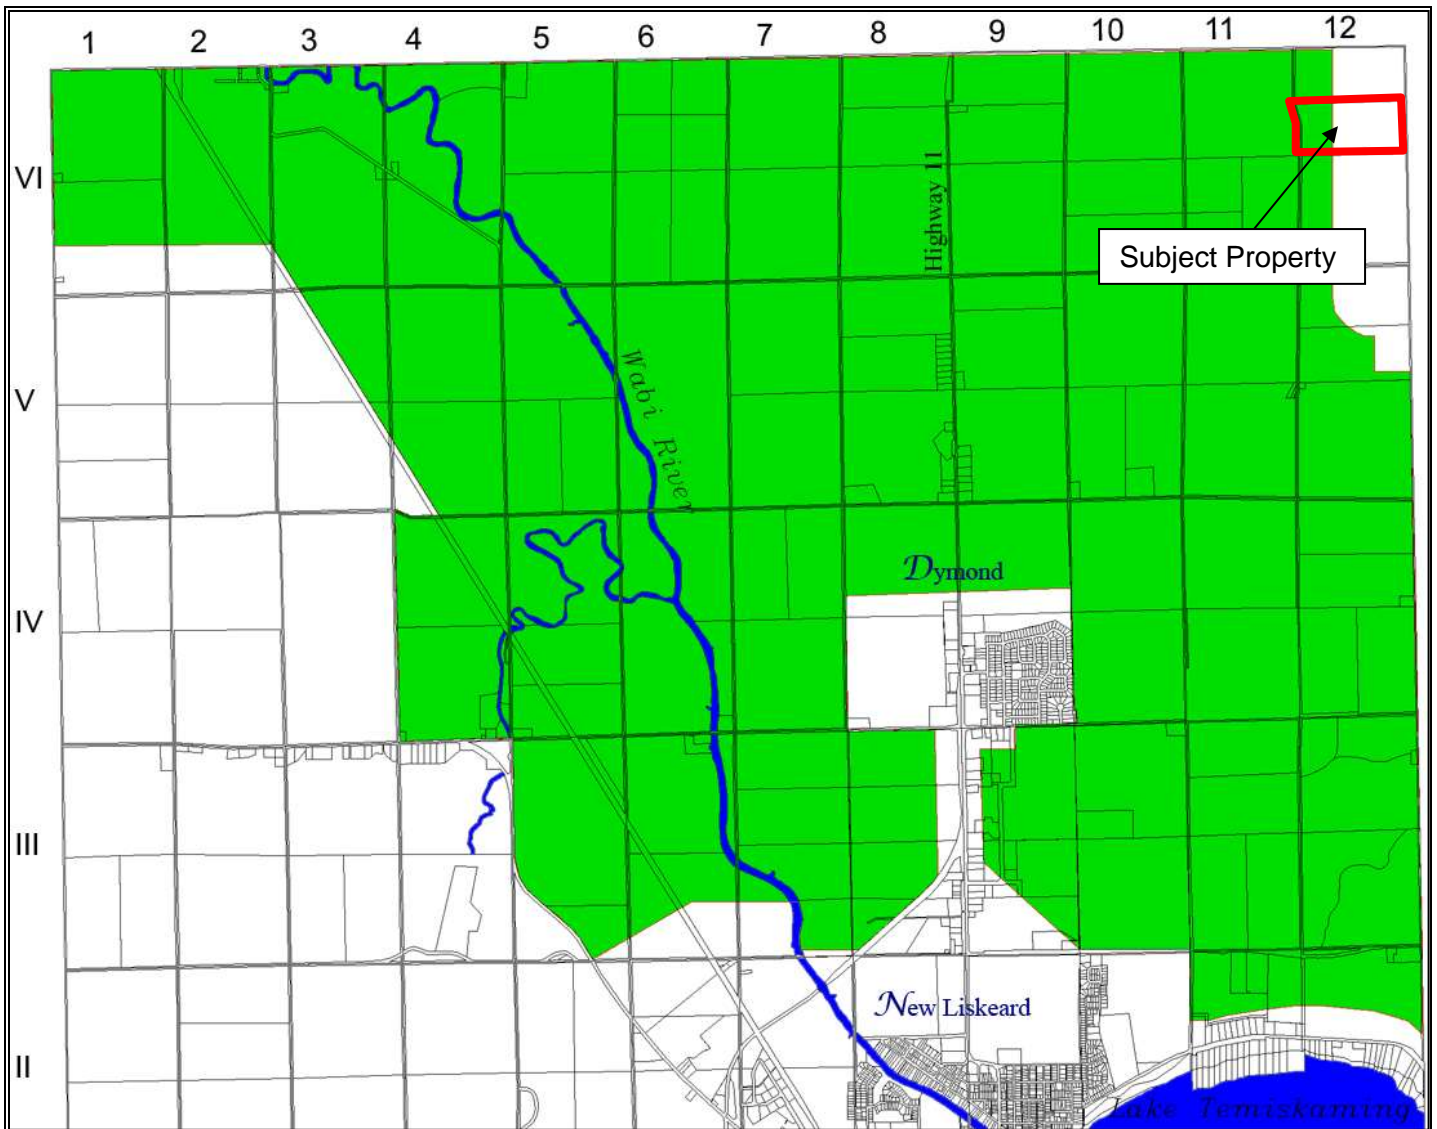 1 2 3 4 5 6 7 8 9 10 11 12
VI
Highway 11
Subject Property
Wabi River
V
Dymond
IV
III
New Liskeard
II
Lake Temiskaming